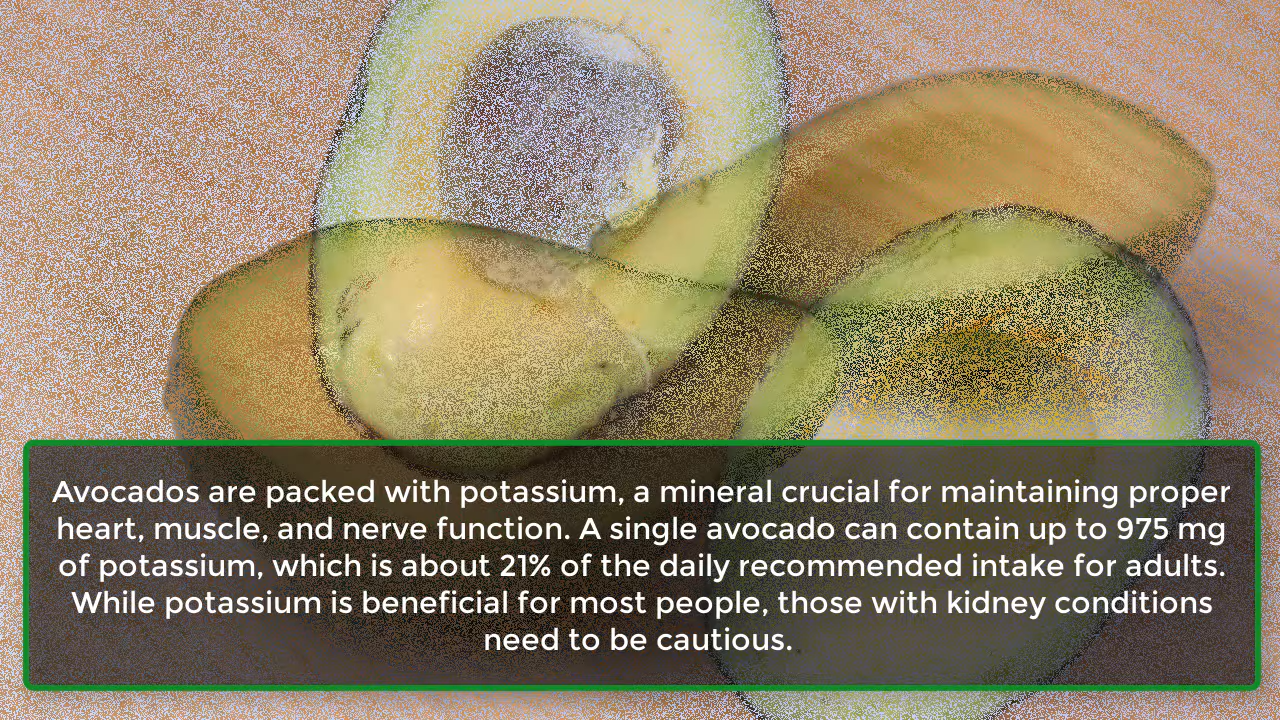 Avocados are packed with potassium, a mineral crucial for maintaining proper
heart, muscle, and nerve function. A single avocado can contain up to 975 mg
of potassium, which is about 21% of the daily recommended intake for adults.
While potassium is beneficial for most people, those with kidney conditions
need to be cautious.